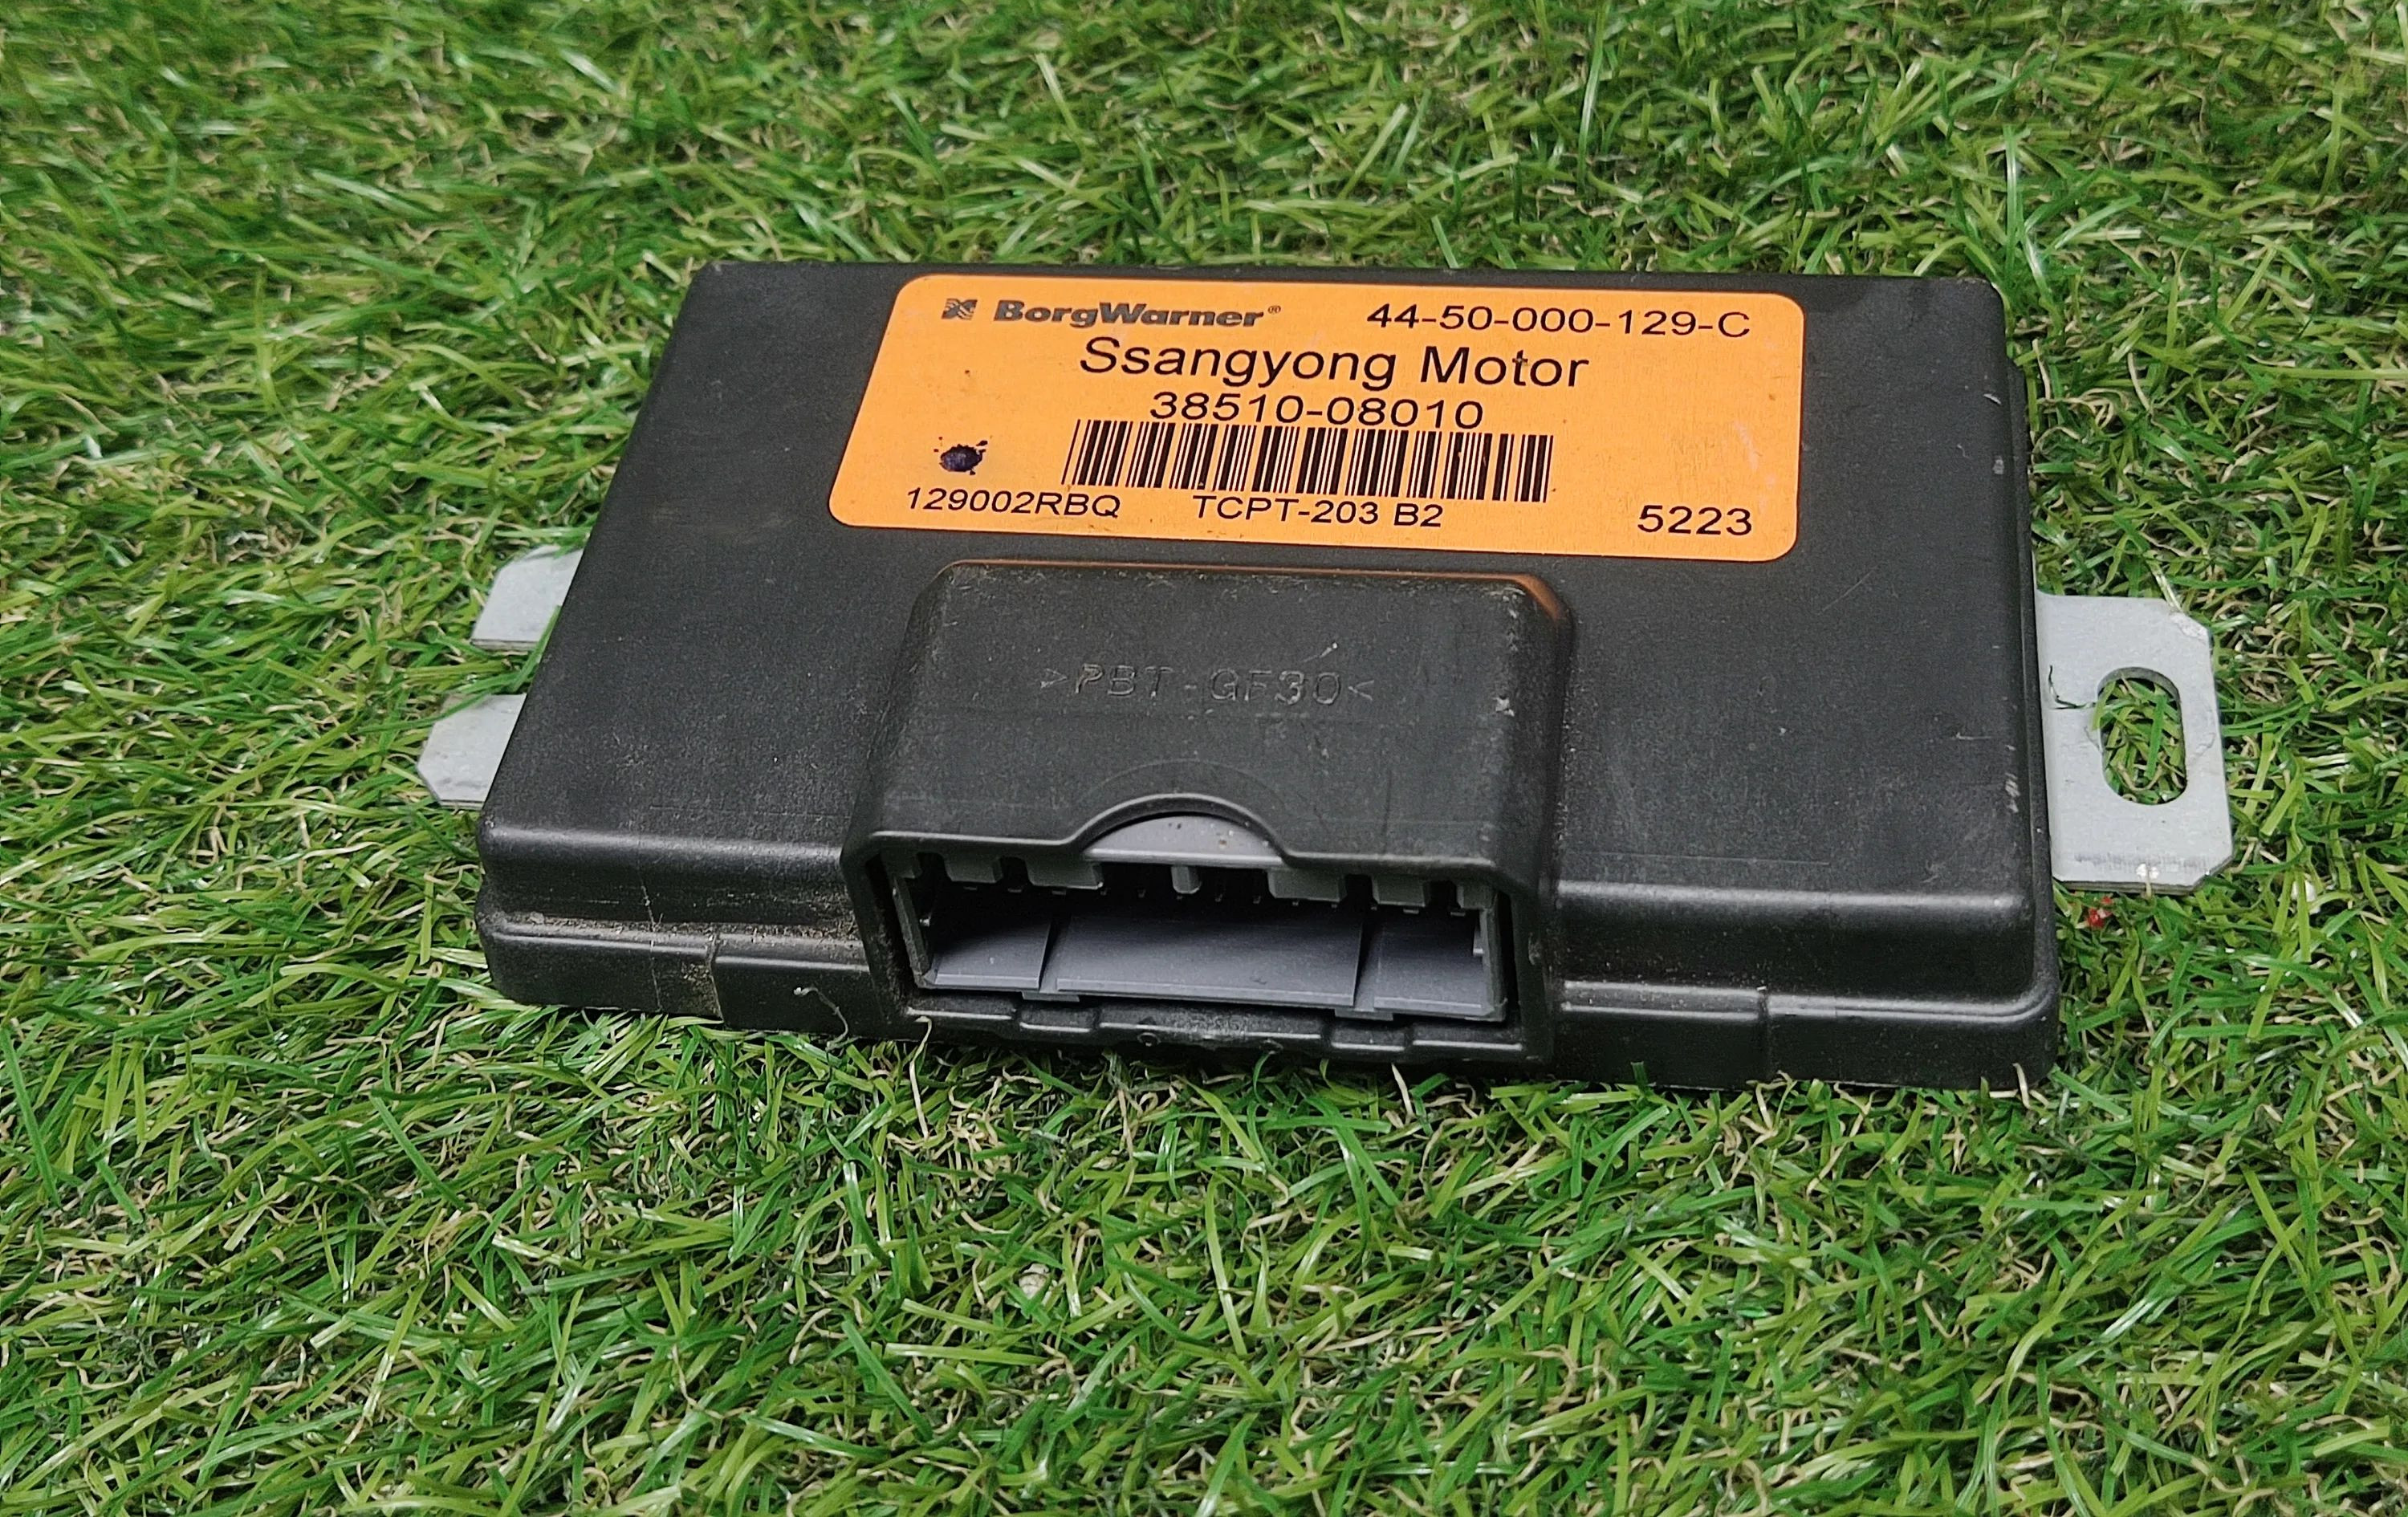 BorgWarner® 44-50-000-129-C
Ssangyong Motor
38510-08010
129002RBQ TCPT-203 B2 5223
>PBT-GF30<